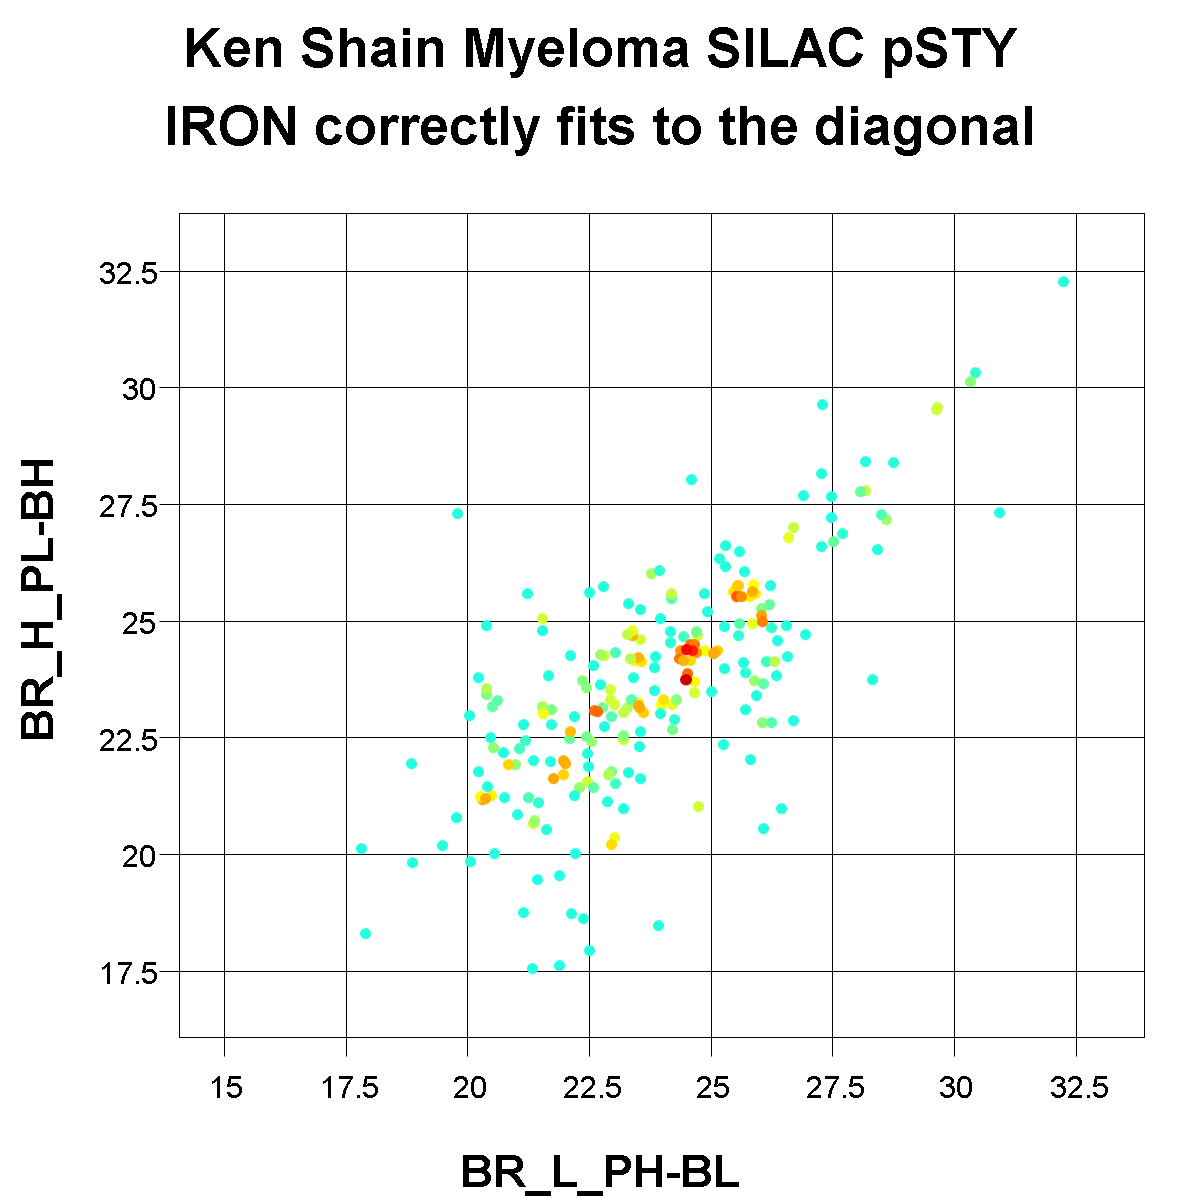 Ken Shain Myeloma SILAC pSTY
IRON correctly fits to the diagonal
32.5
30
27.5
25
22.5
20
17.5
BR_H_PL-BH
15 17.5 20 22.5 25 27.5 30 32.5
BR_L_PH-BL